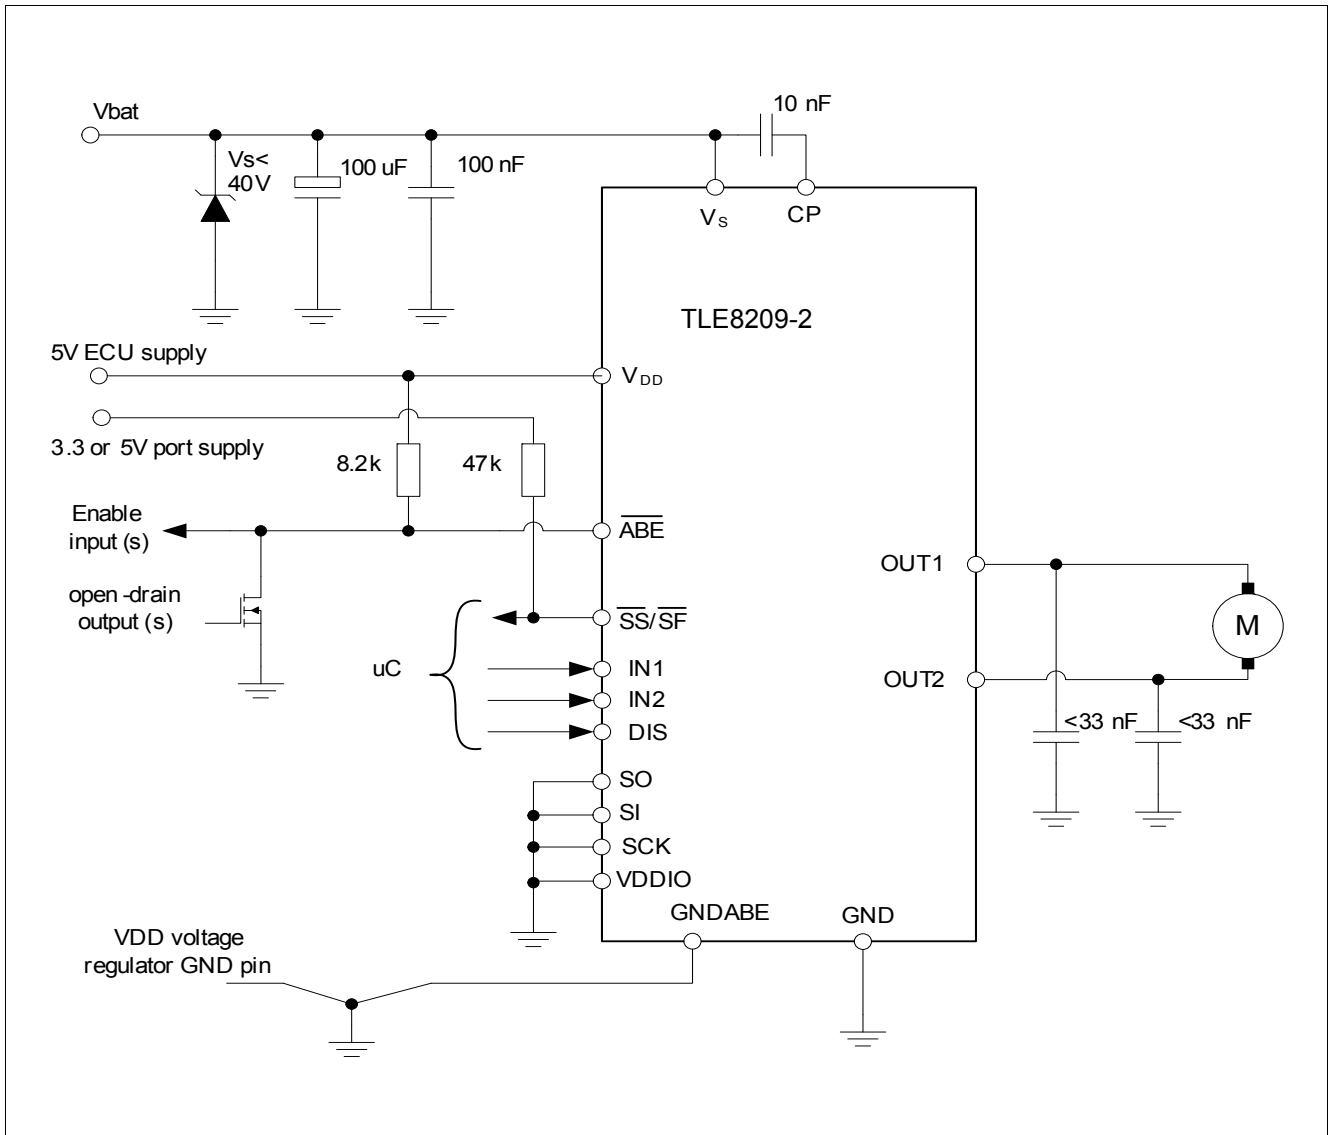 10 nF
Vbat
Vs<
40V
100 uF
100 nF
VS
CP
TLE8209-2
5V ECU supply
VDD
3.3 or 5V port supply
8.2k
47k
Enable
input (s)
ABE
open-drain
output (s)
OUT1
SS/SF
M
uC
IN1
OUT2
IN2
DIS
<33 nF
<33 nF
SO
SI
SCK
VDDIO
GNDABE
GND
VDD voltage
regulator GND pin